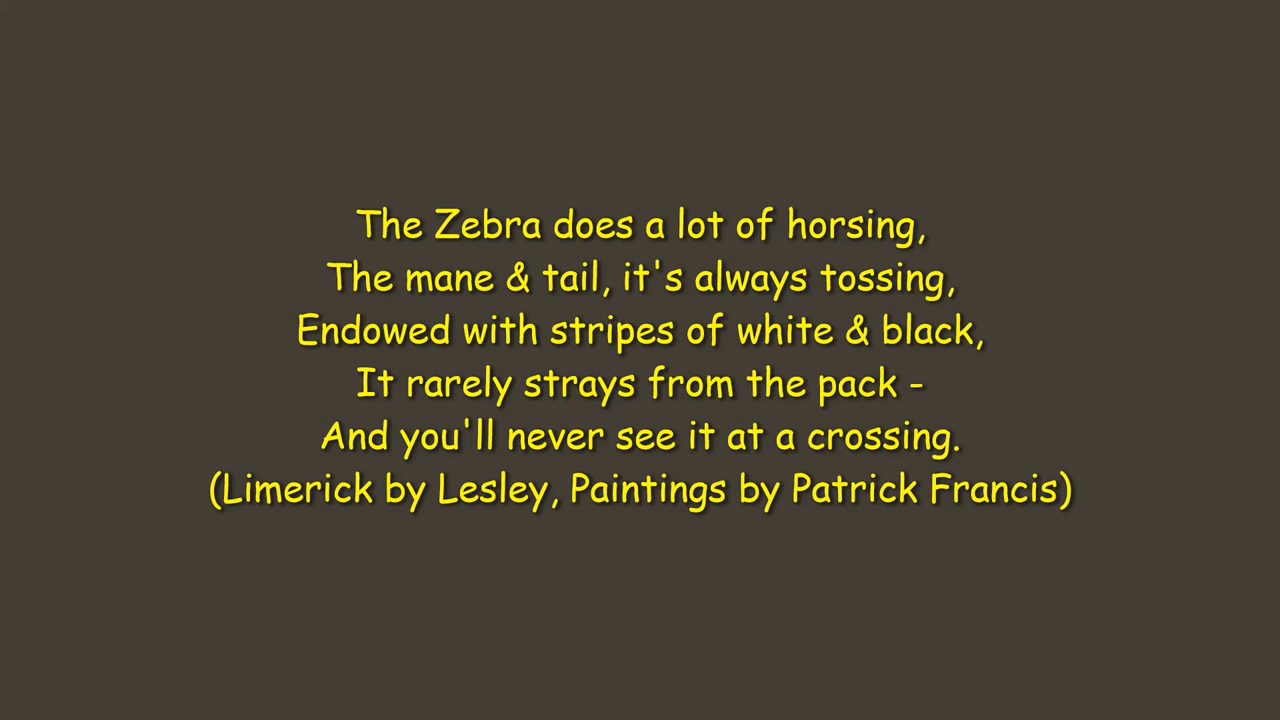 The Zebra does a lot of horsing,
The mane & tail, it's always tossing,
Endowed with stripes of white & black,
It rarely strays from the pack -
And you'll never see it at a crossing.
(Limerick by Lesley, Paintings by Patrick Francis)